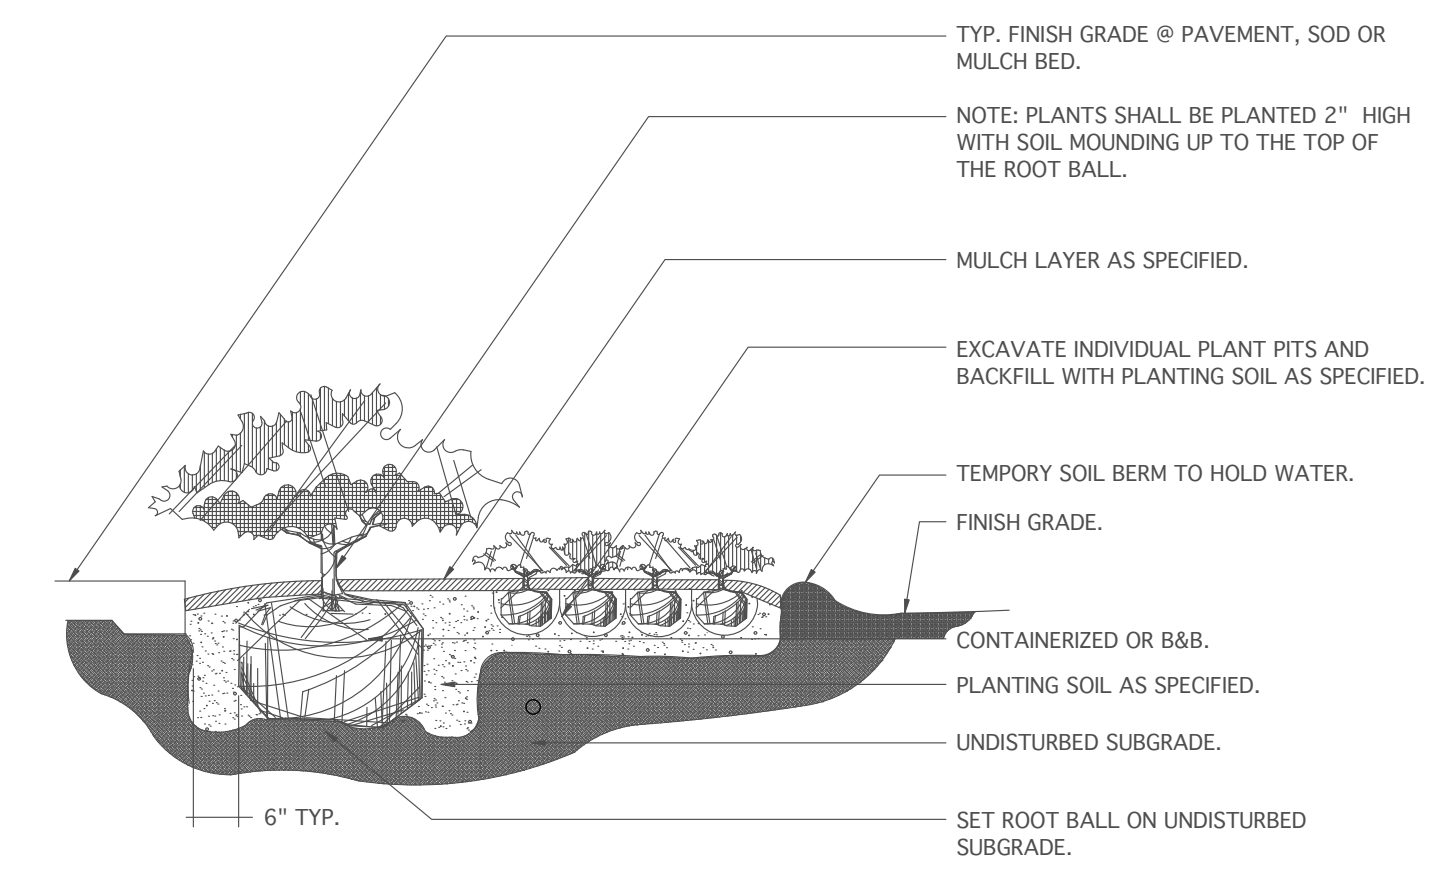 TYP. FINISH GRADE @ PAVEMENT, SOD OR
MULCH BED.
NOTE: PLANTS SHALL BE PLANTED 2" HIGH
WITH SOIL MOUNDING UP TO THE TOP OF
THE ROOT BALL.
MULCH LAYER AS SPECIFIED.
EXCAVATE INDIVIDUAL PLANT PITS AND
BACKFILL WITH PLANTING SOIL AS SPECIFIED.
TEMPORY SOIL BERM TO HOLD WATER.
FINISH GRADE.
CONTAINERIZED OR B&B.
PLANTING SOIL AS SPECIFIED.
UNDISTURBED SUBGRADE.
6" TYP.
SET ROOT BALL ON UNDISTURBED
SUBGRADE.